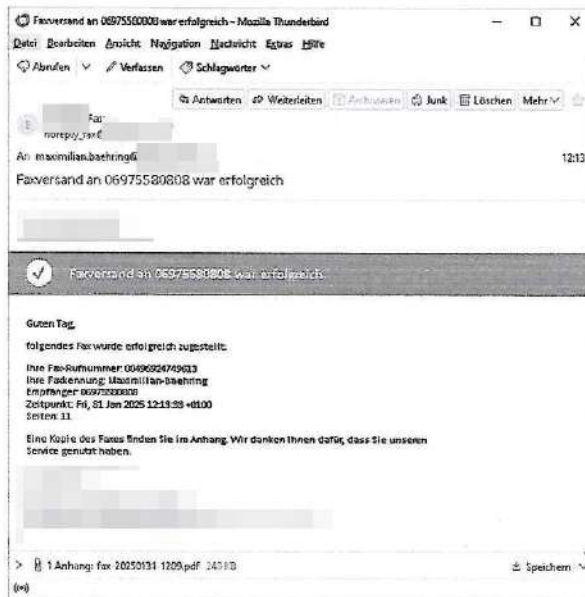 Faxversand an 06975580808 war erfolgreich – Mozilla Thunderbird
Datei Bearbeiten Ansicht Navigation Nachricht Extras Hilfe
Abrufen Verfassen Schlagwörter
Antworten Weiterleiten Archivieren Junk Löschen Mehr
Fax
An maximilian.baehring@
12:13
Faxversand an 06975580808 war erfolgreich
Faxversand an 06975580808 war erfolgreich
Guten Tag,
folgendes Fax wurde erfolgreich zugestellt:
Ihre Fax-Rufnummer: 00496924749613
Ihre Faxkennung: Maximilian-Baehring
Empfänger: 06975580808
Zeitpunkt: Fri, 31 Jan 2025 +0100
Seiten: 11
Eine Kopie des Faxes finden Sie im Anhang. Wir danken Ihnen dafür, dass Sie unseren
Service genutzt haben.
1 Anhang: fax-20250131-1209.pdf
Speichern